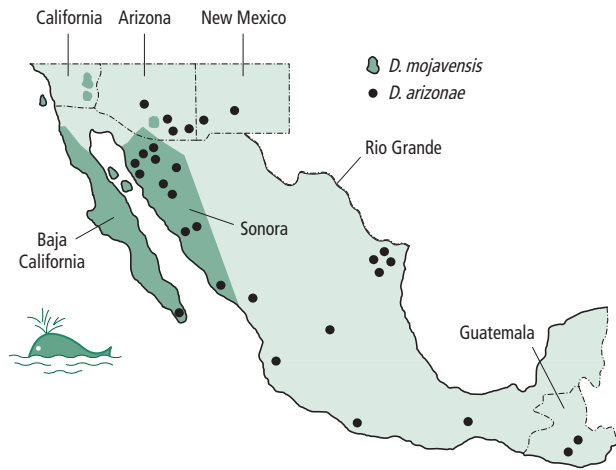 California
Arizona
New Mexico
D. mojavensis
D. arizonae
Rio Grande
Sonora
Baja
California
Guatemala